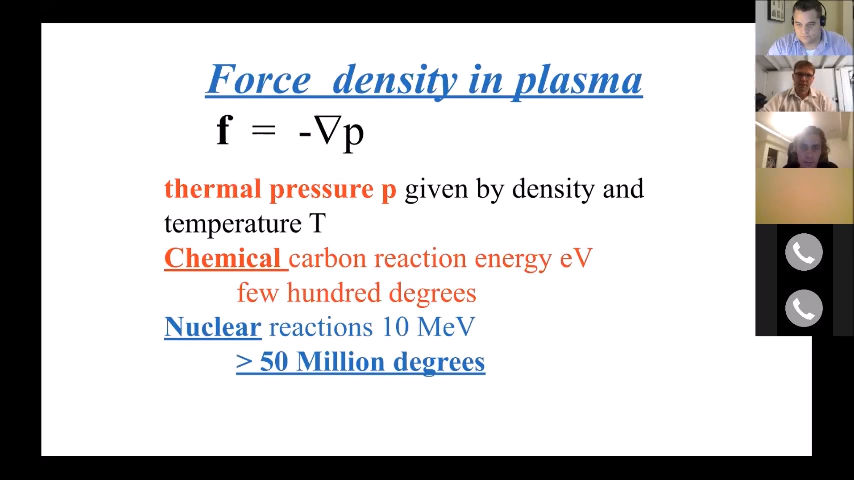 Force density in plasma
f = -∇p
thermal pressure p given by density and
temperature T
Chemical carbon reaction energy eV
few hundred degrees
Nuclear reactions 10 MeV
> 50 Million degrees